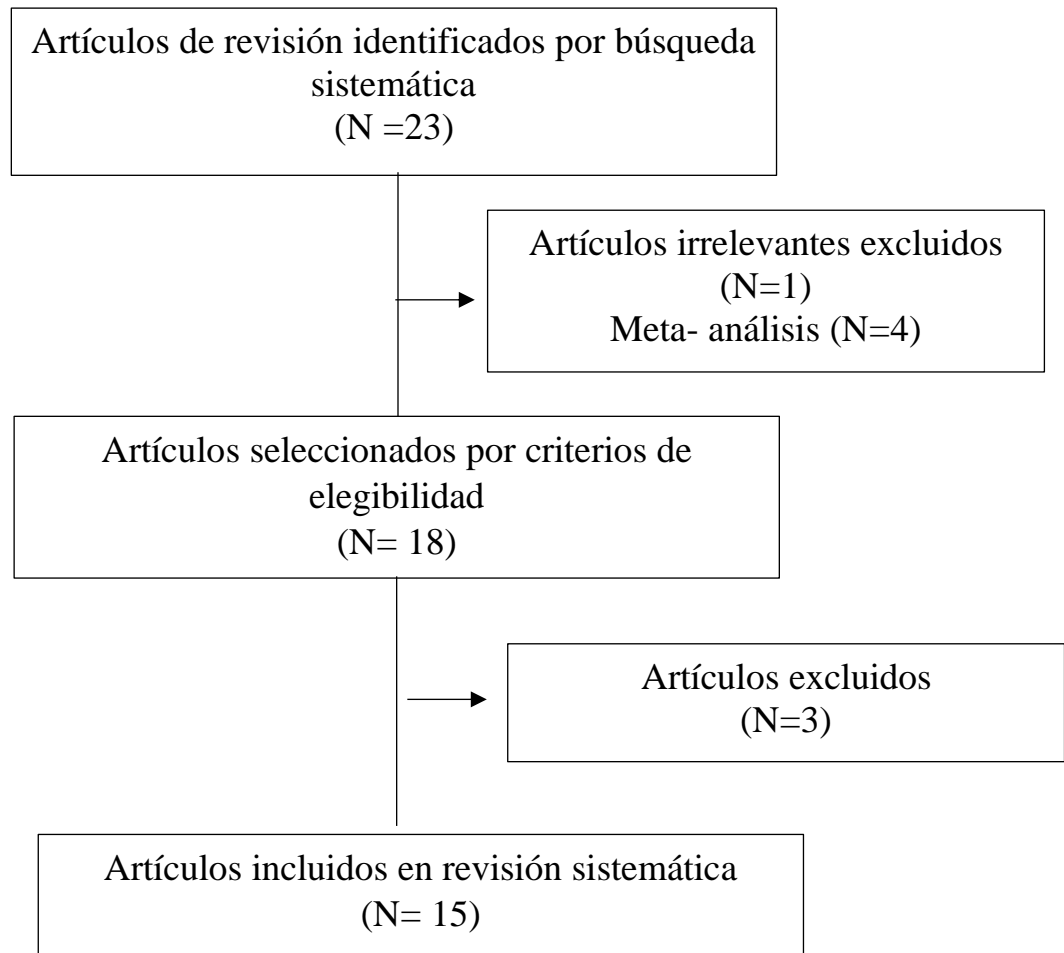 Artículos de revisión identificados por búsqueda
sistemática
(N =23)
Artículos irrelevantes excluidos
(N=1)
Meta- análisis (N=4)
Artículos seleccionados por criterios de
elegibilidad
(N= 18)
Artículos excluidos
(N=3)
Artículos incluidos en revisión sistemática
(N= 15)